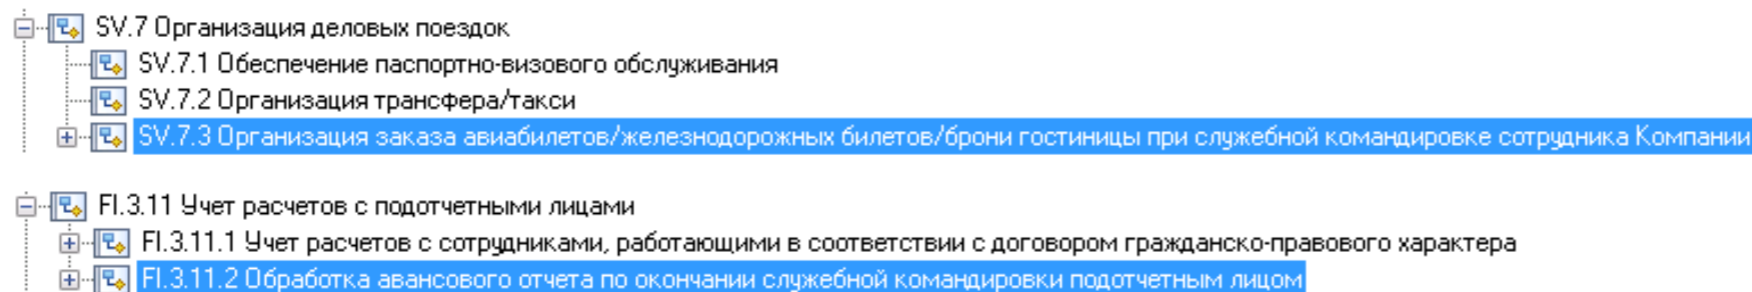 SV.7 Организация деловых поездок
SV.7.1 Обеспечение паспортно-визового обслуживания
SV.7.2 Организация трансфера/такси
SV.7.3 Организация заказа авиабилетов/железнодорожных билетов/брони гостиницы при служебной командировке сотрудника Компании
FI.3.11 Учет расчетов с подотчетными лицами
FI.3.11.1 Учет расчетов с сотрудниками, работающими в соответствии с договором гражданско-правового характера
FI.3.11.2 Обработка авансового отчета по окончании служебной командировки подотчетным лицом